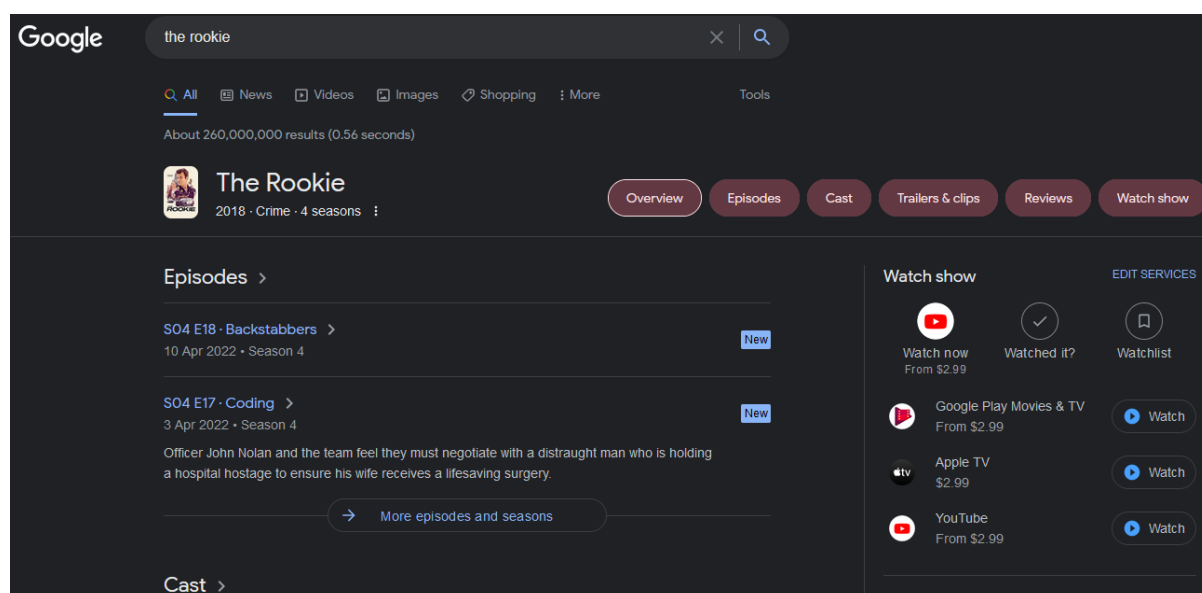 Google
the rookie
All News Videos Images Shopping More Tools
About 260,000,000 results (0.56 seconds)
ROOKIE
The Rookie
2018 · Crime · 4 seasons
Overview Episodes Cast Trailers & clips Reviews Watch show
Episodes
S04 E18 · Backstabbers
10 Apr 2022 • Season 4
New
S04 E17 · Coding
3 Apr 2022 • Season 4
New
Officer John Nolan and the team feel they must negotiate with a distraught man who is holding
a hospital hostage to ensure his wife receives a lifesaving surgery.
More episodes and seasons
Cast
Watch show EDIT SERVICES
Watch now Watched it? Watchlist
From $2.99
Google Play Movies & TV
From $2.99
Watch
tv
Apple TV
$2.99
Watch
YouTube
From $2.99
Watch